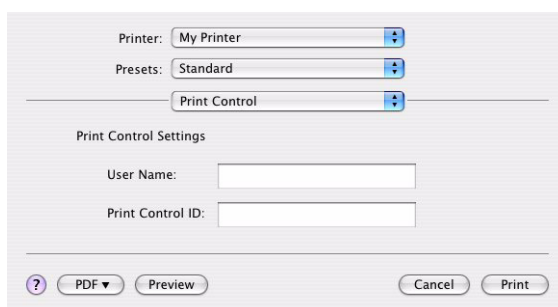 Printer: My Printer
Presets: Standard
Print Control
Print Control Settings
User Name:
Print Control ID:
? PDF ▼ Preview Cancel Print